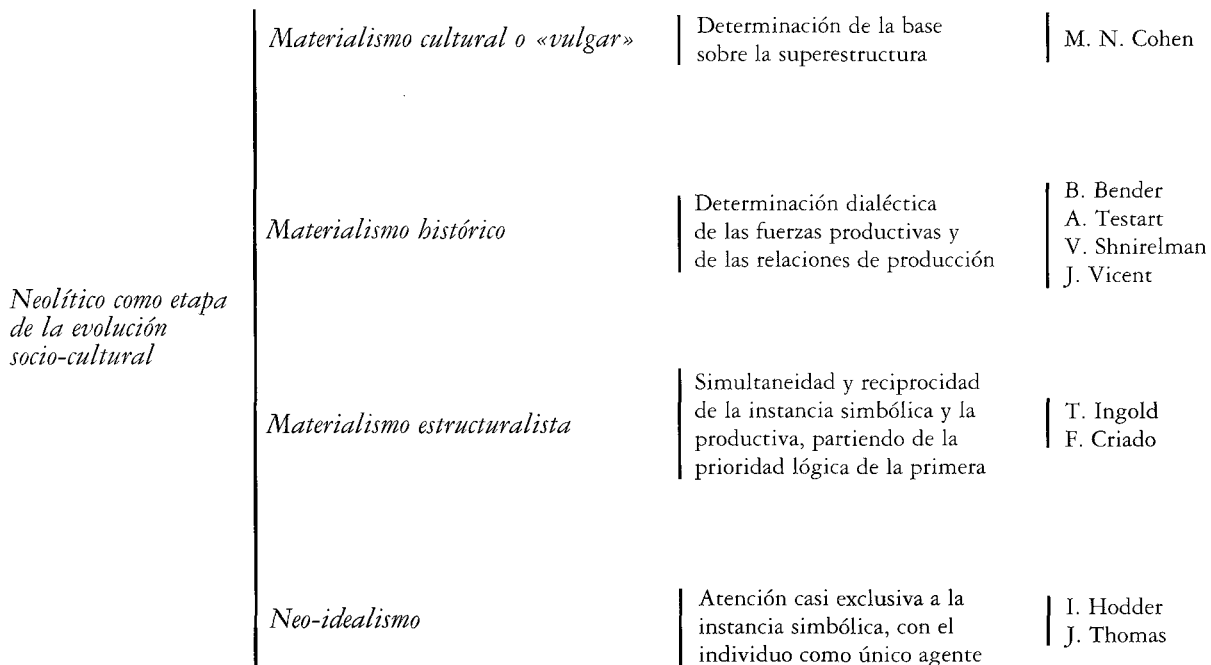 Neolítico como etapa
de la evolución
socio-cultural
Materialismo cultural o «vulgar»
Determinación de la base
sobre la superestructura
M. N. Cohen
Materialismo histórico
Determinación dialéctica
de las fuerzas productivas y
de las relaciones de producción
B. Bender
A. Testart
V. Shnirelman
J. Vicent
Materialismo estructuralista
Simultaneidad y reciprocidad
de la instancia simbólica y la
productiva, partiendo de la
prioridad lógica de la primera
T. Ingold
F. Criado
Neo-idealismo
Atención casi exclusiva a la
instancia simbólica, con el
individuo como único agente
I. Hodder
J. Thomas